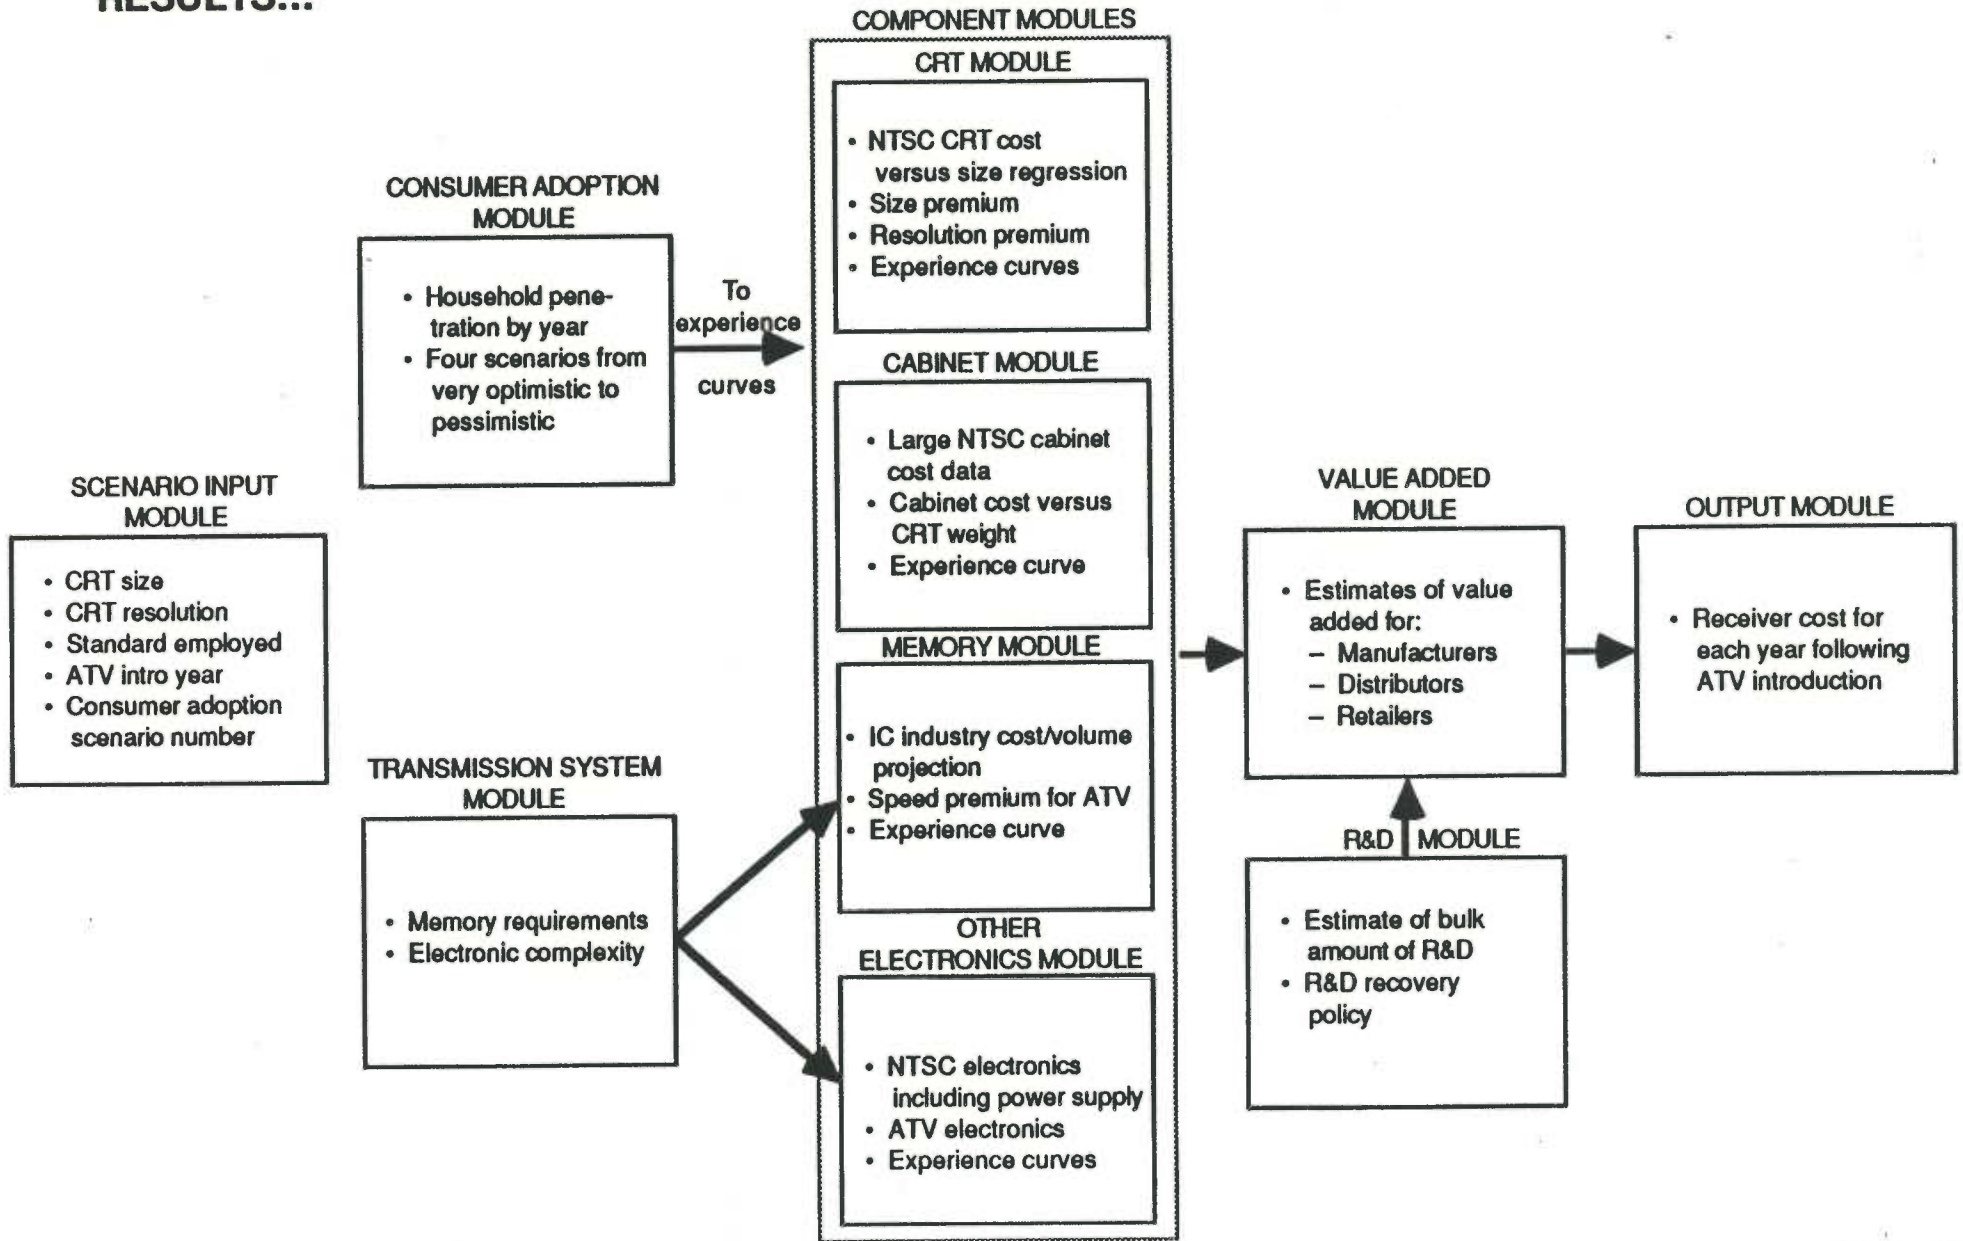 RESULTS...
SCENARIO INPUT
MODULE
• CRT size
• CRT resolution
• Standard employed
• ATV intro year
• Consumer adoption
scenario number
CONSUMER ADOPTION
MODULE
• Household pene-
tration by year
• Four scenarios from
very optimistic to
pessimistic
To
experience
curves
TRANSMISSION SYSTEM
MODULE
• Memory requirements
• Electronic complexity
COMPONENT MODULES
CRT MODULE
• NTSC CRT cost
versus size regression
• Size premium
• Resolution premium
• Experience curves
CABINET MODULE
• Large NTSC cabinet
cost data
• Cabinet cost versus
CRT weight
• Experience curve
MEMORY MODULE
• IC industry cost/volume
projection
• Speed premium for ATV
• Experience curve
OTHER
ELECTRONICS MODULE
• NTSC electronics
including power supply
• ATV electronics
• Experience curves
VALUE ADDED
MODULE
• Estimates of value
added for:
– Manufacturers
– Distributors
– Retailers
R&D MODULE
• Estimate of bulk
amount of R&D
• R&D recovery
policy
OUTPUT MODULE
• Receiver cost for
each year following
ATV introduction